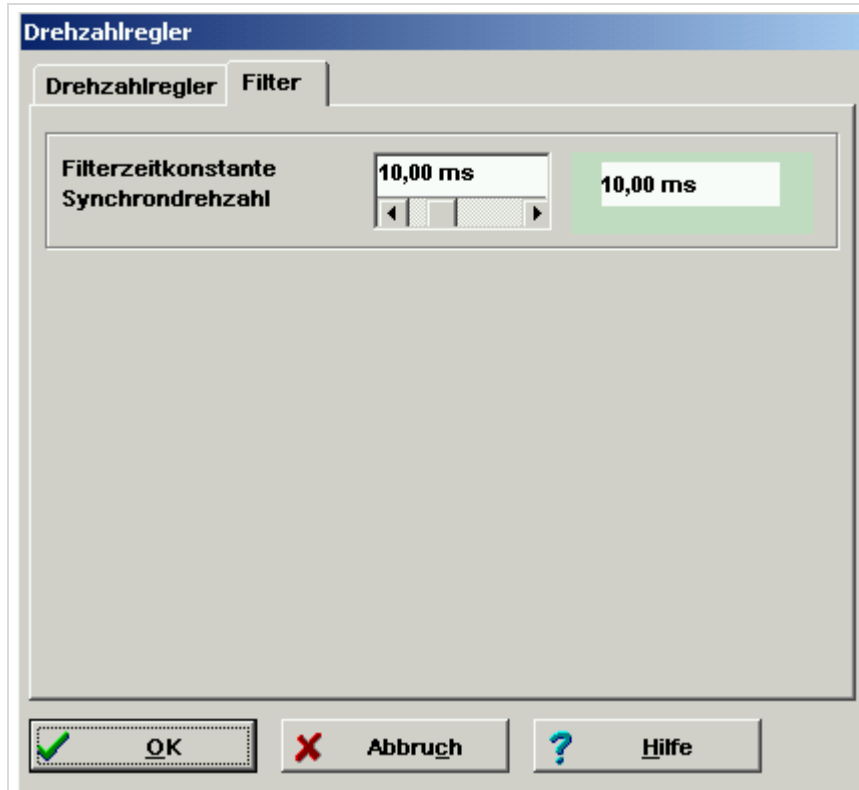 Drehzahlregler
Drehzahlregler Filter
Filterzeitkonstante
Synchrondrehzahl
10,00 ms
10,00 ms
OK Abbruch Hilfe